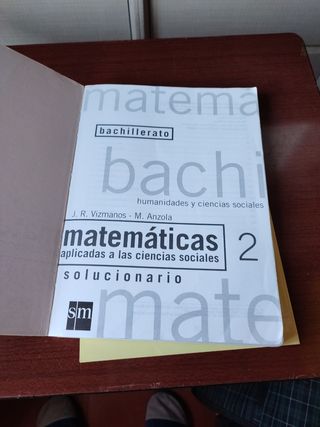 matema
bachillerato
bachi
humanidades y ciencias sociales
J. R. Vizmanos - M. Anzola
matemáticas
aplicadas a las ciencias sociales
2
solucionario
sm
mate